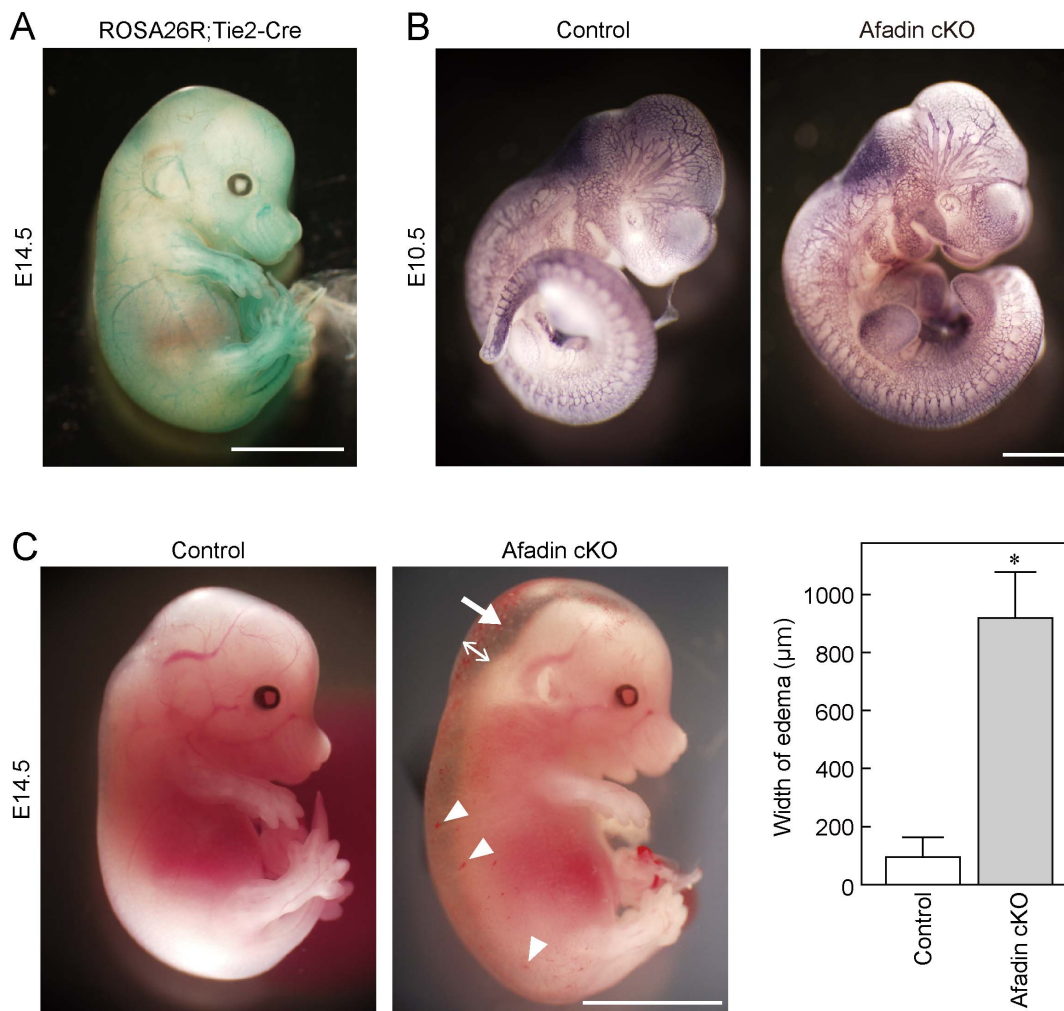 A
ROSA26R;Tie2-Cre
E14.5
B
Control
Afadin cKO
E10.5
C
Control
Afadin cKO
E14.5
*
Width of edema (μm)
1000
800
600
400
200
0
Control
Afadin cKO